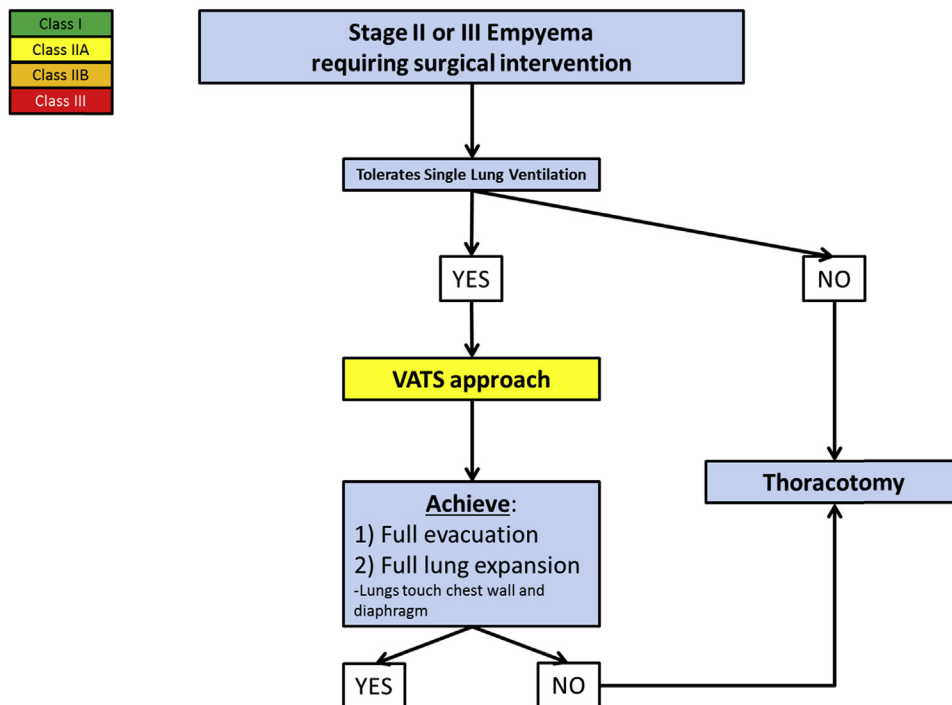 Class I
Class IIA
Class IIB
Class III
Stage II or III Empyema
requiring surgical intervention
Tolerates Single Lung Ventilation
YES
NO
VATS approach
Thoracotomy
Achieve:
1) Full evacuation
2) Full lung expansion
-Lungs touch chest wall and
diaphragm
YES
NO